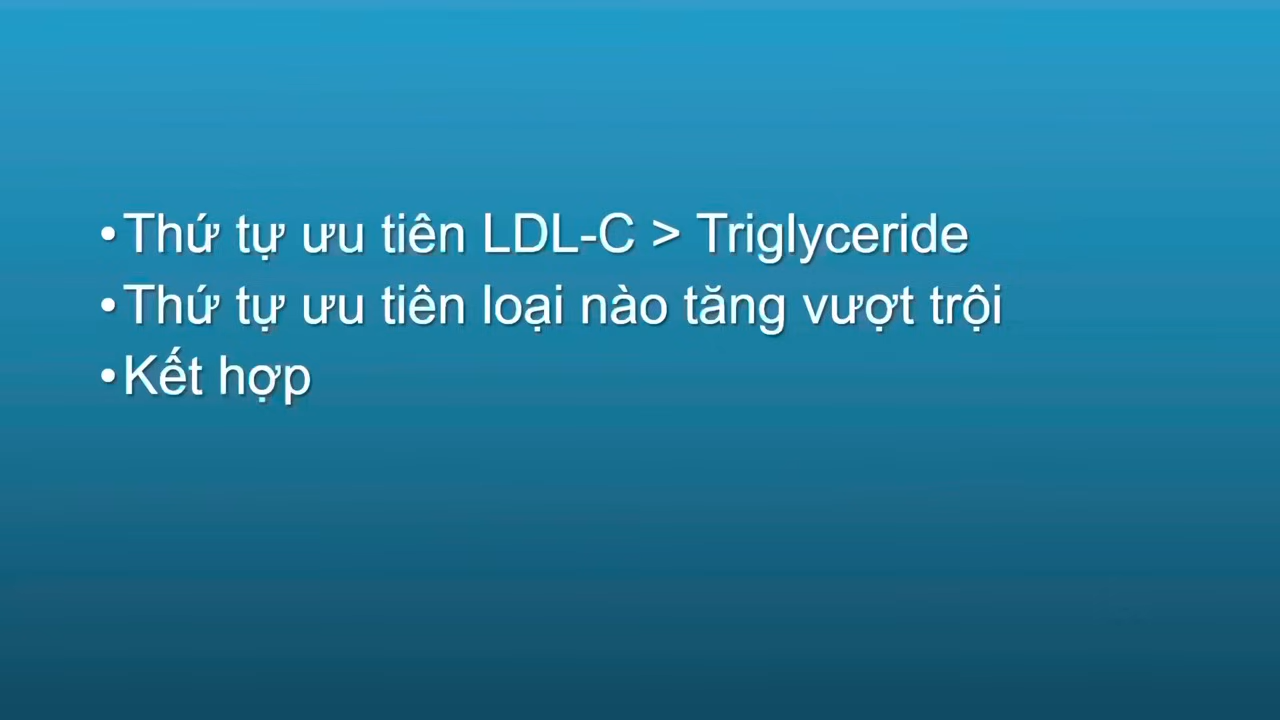 •Thứ tự ưu tiên LDL-C > Triglyceride
•Thứ tự ưu tiên loại nào tăng vượt trội
•Kết hợp